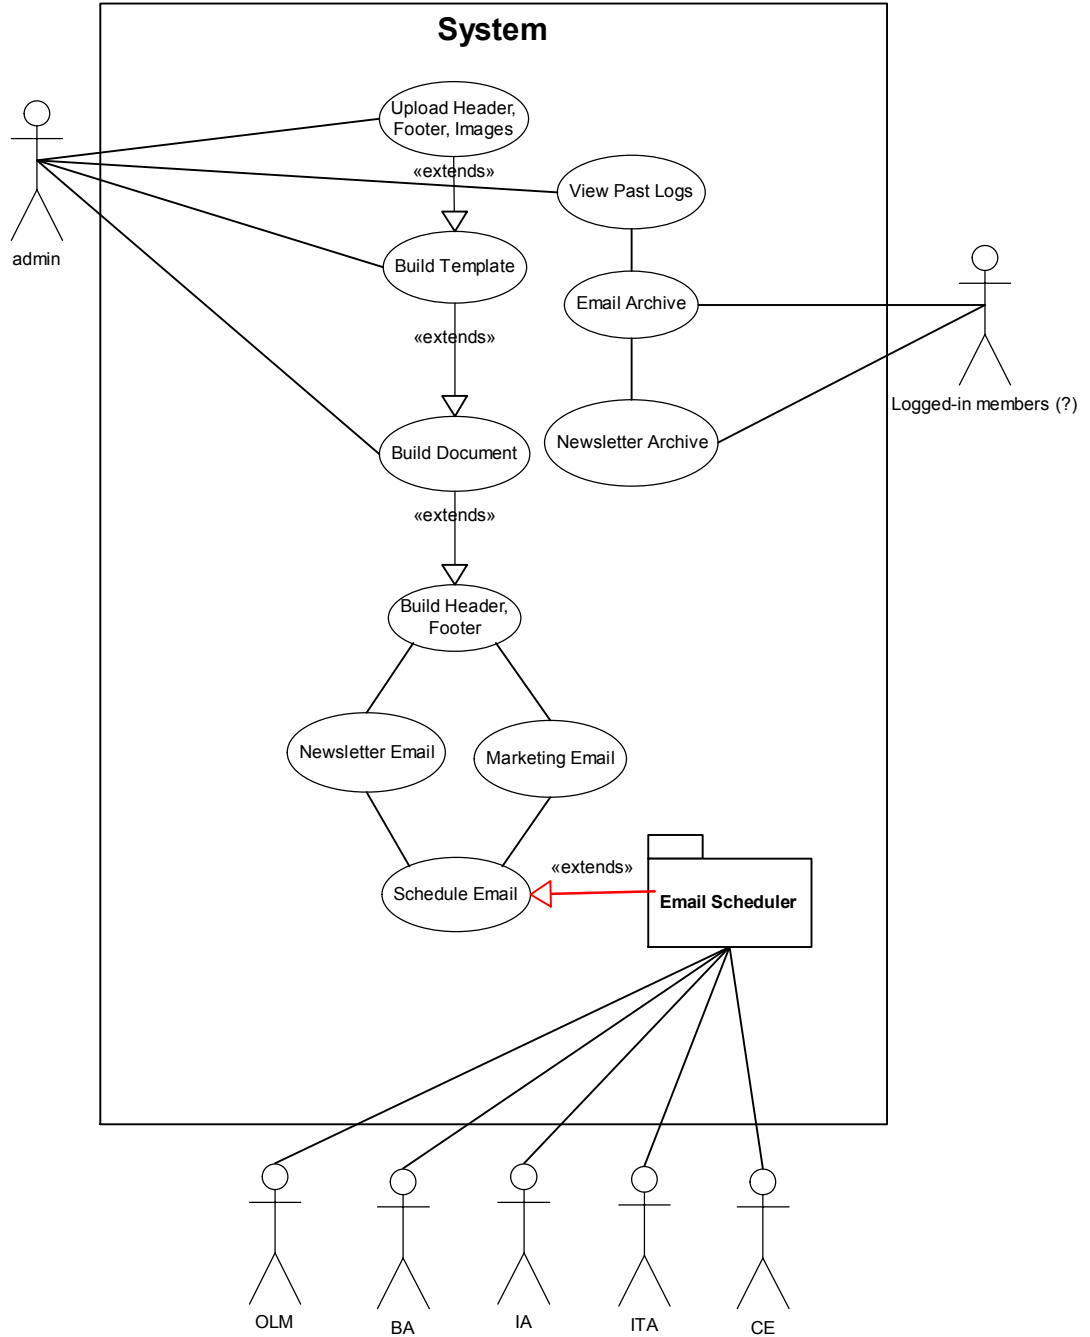 System
Upload Header,
Footer, Images
«extends»
View Past Logs
admin
Build Template
Email Archive
«extends»
Logged-in members (?)
Newsletter Archive
Build Document
«extends»
Build Header,
Footer
Newsletter Email
Marketing Email
«extends»
Schedule Email
Email Scheduler
OLM
BA
IA
ITA
CE